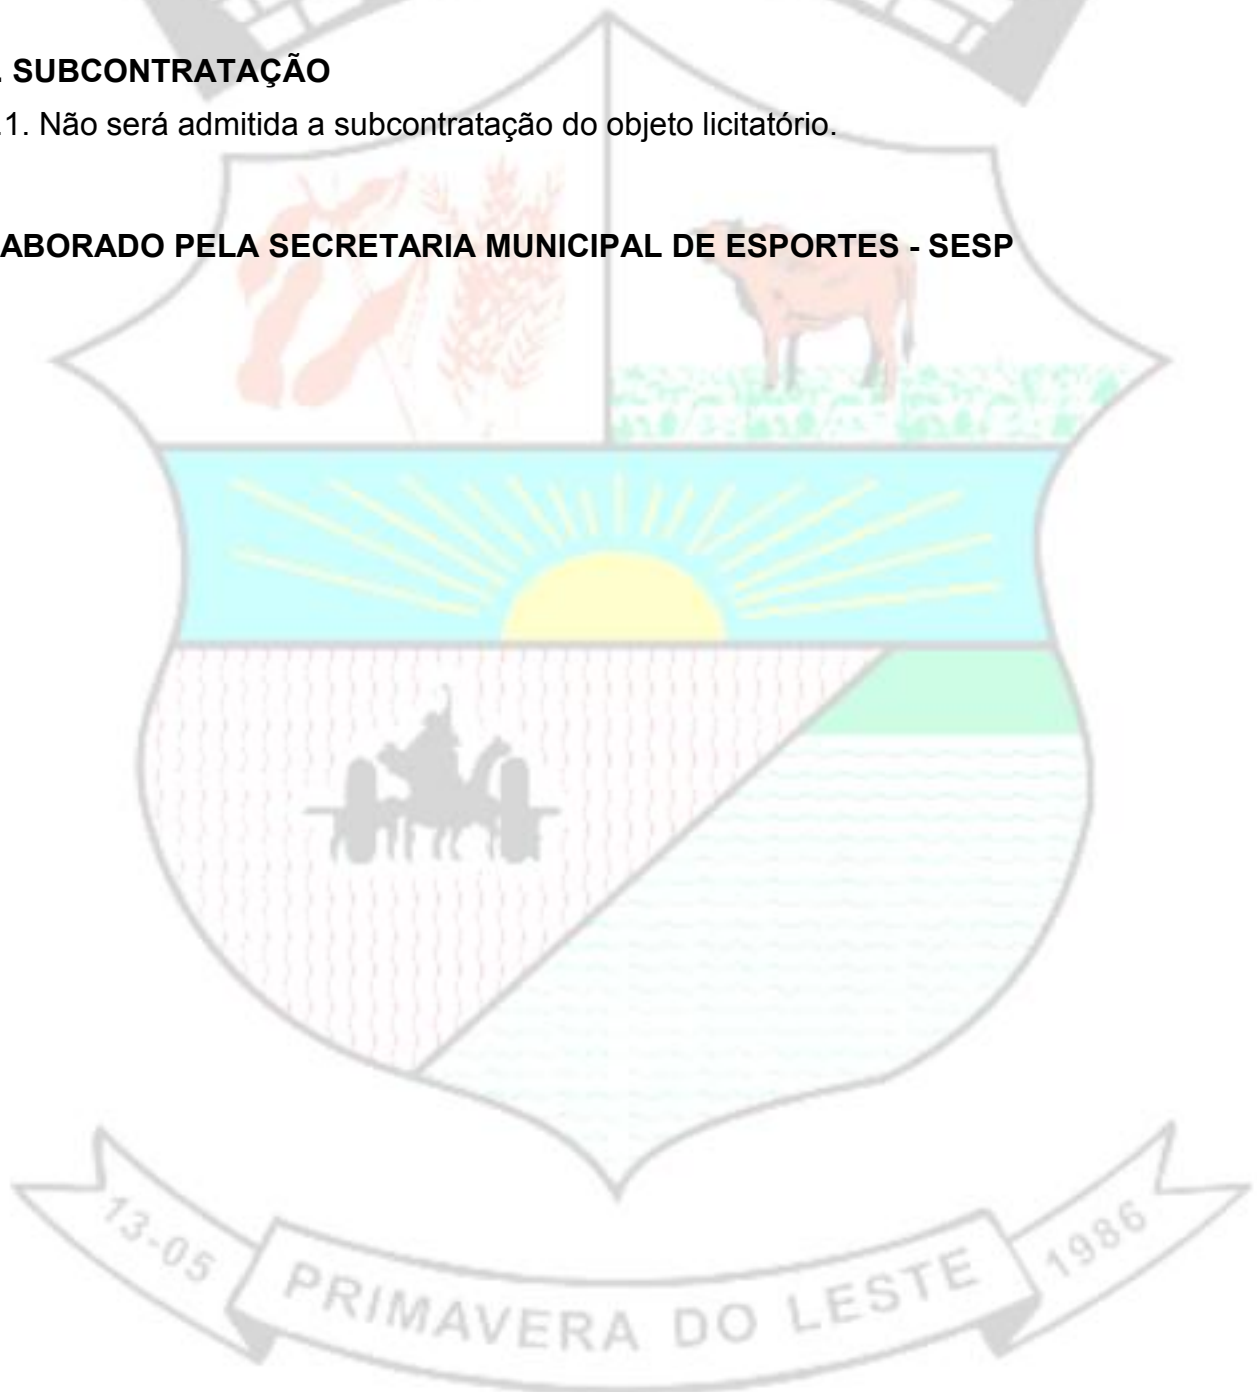 . SUBCONTRATAÇÃO
.1. Não será admitida a subcontratação do objeto licitatório.
ABORADO PELA SECRETARIA MUNICIPAL DE ESPORTES - SESP
13-05
PRIMAVERA DO LESTE
1986